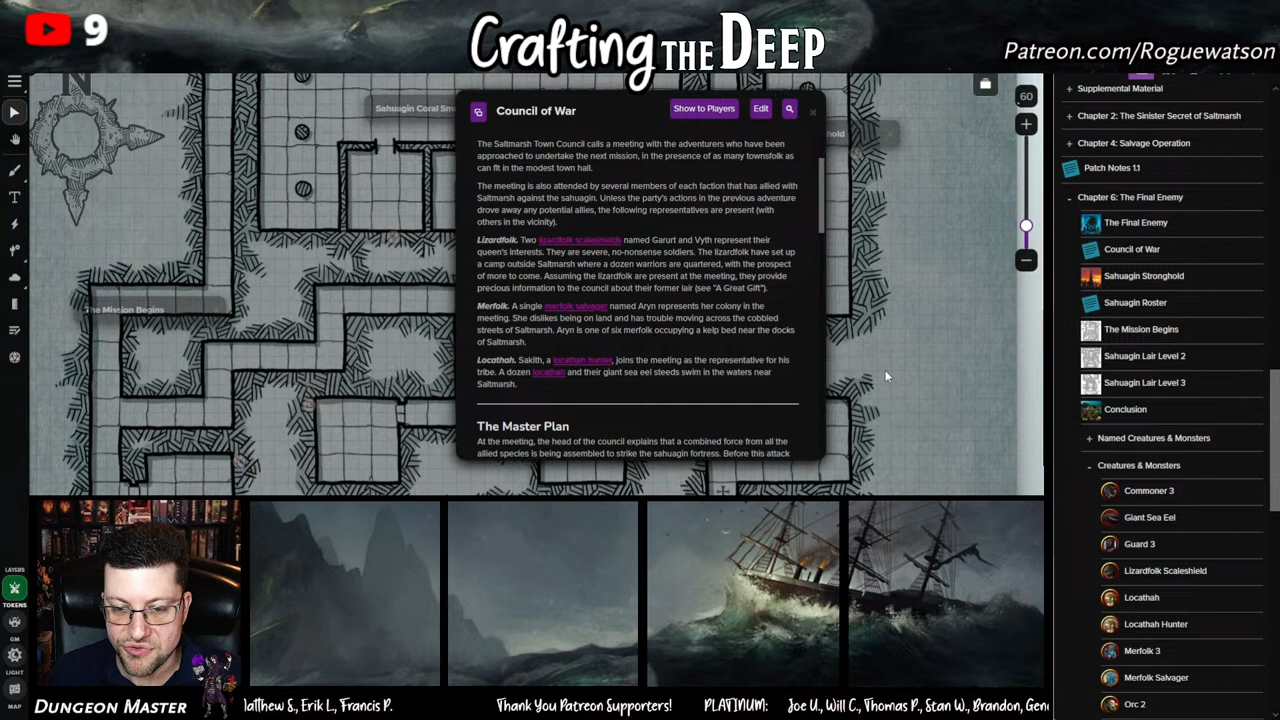 9
Crafting THE DEEP
Patreon.com/Roguewatson
N
60
Sahuagin Coral Sma
hold
The Mission Begins
Council of War
Show to Players
Edit
The Saltmarsh Town Council calls a meeting with the adventurers who have been
approached to undertake the next mission, in the presence of as many townsfolk as
can fit in the modest town hall.
The meeting is also attended by several members of each faction that has allied with
Saltmarsh against the sahuagin. Unless the party's actions in the previous adventure
drove away any potential allies, the following representatives are present (with
others in the vicinity).
Lizardfolk. Two lizardfolk scaleshields named Garurt and Vyth represent their
queen's interests. They are severe, no-nonsense soldiers. The lizardfolk have set up
a camp outside Saltmarsh where a dozen warriors are quartered, with the prospect
of more to come. Assuming the lizardfolk are present at the meeting, they provide
precious information to the council about their former lair (see "A Great Gift").
Merfolk. A single merfolk salvager named Aryn represents her colony in the
meeting. She dislikes being on land and has trouble moving across the cobbled
streets of Saltmarsh. Aryn is one of six merfolk occupying a kelp bed near the docks
of Saltmarsh.
Locathah. Sakith, a locathah hunter, joins the meeting as the representative for his
tribe. A dozen locathah and their giant sea eel steeds swim in the waters near
Saltmarsh.
The Master Plan
At the meeting, the head of the council explains that a combined force from all the
allied species is being assembled to strike the sahuagin fortress. Before this attack
Supplemental Material
Chapter 2: The Sinister Secret of Saltmarsh
Chapter 4: Salvage Operation
Patch Notes 1.1
Chapter 6: The Final Enemy
The Final Enemy
Council of War
Sahuagin Stronghold
Sahuagin Roster
The Mission Begins
Sahuagin Lair Level 2
Sahuagin Lair Level 3
Conclusion
Named Creatures & Monsters
Creatures & Monsters
Commoner 3
Giant Sea Eel
Guard 3
Lizardfolk Scaleshield
Locathah
Locathah Hunter
Merfolk 3
Merfolk Salvager
Orc 2
LAYERS
TOKENS
GM
LIGHT
MAP
DUNGEON MASTER
Matthew S., Erik L., Francis P.
Thank You Patreon Supporters!
PLATINUM: Joe U., Will C., Thomas P., Stan W., Brandon, Gen